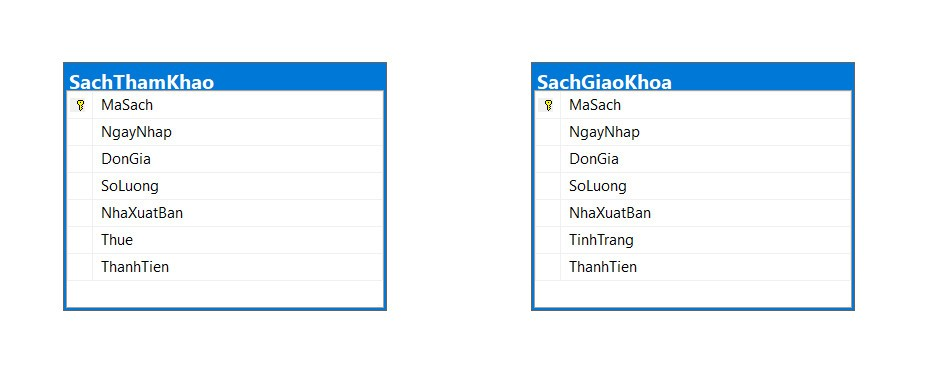 SachThamKhao
MaSach
NgayNhap
DonGia
SoLuong
NhaXuatBan
Thue
ThanhTien
SachGiaoKhoa
MaSach
NgayNhap
DonGia
SoLuong
NhaXuatBan
TinhTrang
ThanhTien